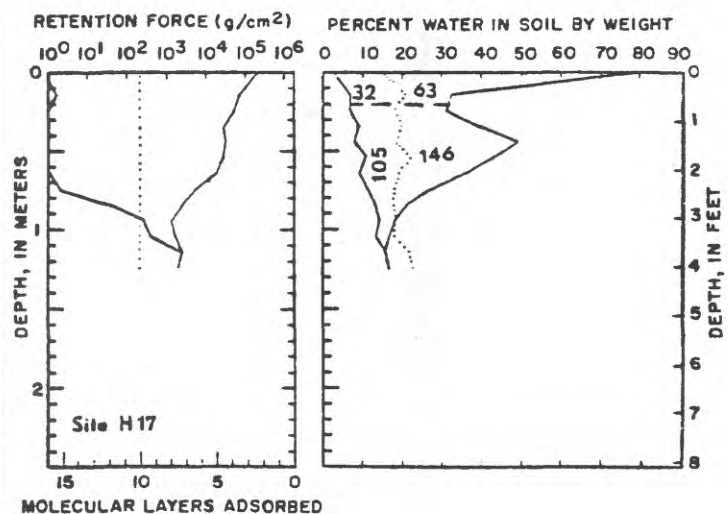 RETENTION FORCE (g/cm2)
10⁰ 10¹ 10² 10³ 10⁴ 10⁵ 10⁶
PERCENT WATER IN SOIL BY WEIGHT
0 10 20 30 40 50 60 70 80 90
DEPTH, IN METERS
0
1
2
Site H17
15 10 5 0
MOLECULAR LAYERS ADSORBED
32 63
105 146
0
1
2
3
4
5
6
7
8
DEPTH, IN FEET